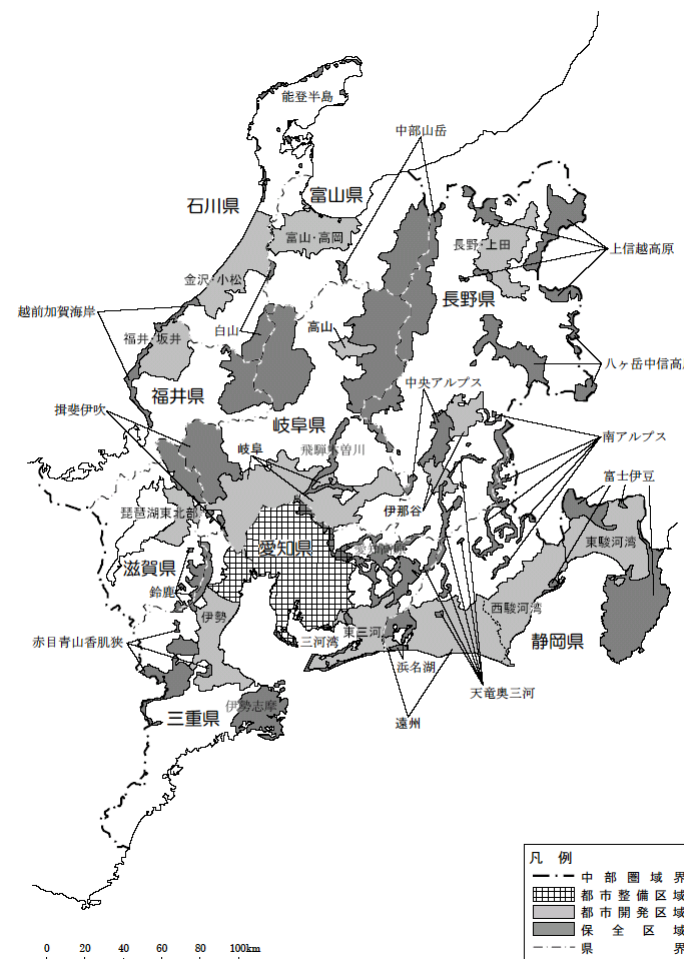 能登半島
中部山岳
石川県
富山県
富山・高岡
長野・上田
上信越高原
金沢・小松
長野県
越前加賀海岸
福井・坂井
白山
高山
八ヶ岳中信高
中央アルプス
福井県
揖斐伊吹
岐阜県
岐阜
飛騨木曽川
南アルプス
富士伊豆
伊那谷
琵琶湖東北部
愛知県
東駿河湾
滋賀県
鈴鹿
伊勢
西駿河湾
赤目青山香肌狭
三河湾
東三河
静岡県
浜名湖
天竜奥三河
三重県
伊勢志摩
遠州
凡例
中部圏域界
都市整備区域
都市開発区域
保全区域
県界
0 20 40 60 80 100km